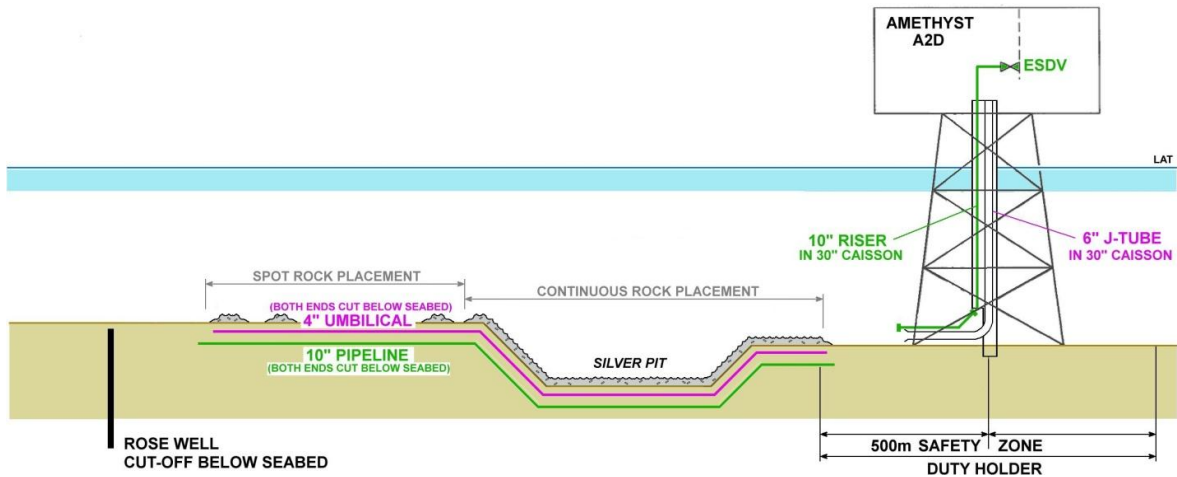 AMETHYST
A2D
ESDV
LAT
10" RISER
IN 30" CAISSON
6" J-TUBE
IN 30" CAISSON
SPOT ROCK PLACEMENT
CONTINUOUS ROCK PLACEMENT
(BOTH ENDS CUT BELOW SEABED)
4" UMBILICAL
10" PIPELINE
(BOTH ENDS CUT BELOW SEABED)
SILVER PIT
ROSE WELL
CUT-OFF BELOW SEABED
500m SAFETY ZONE
DUTY HOLDER